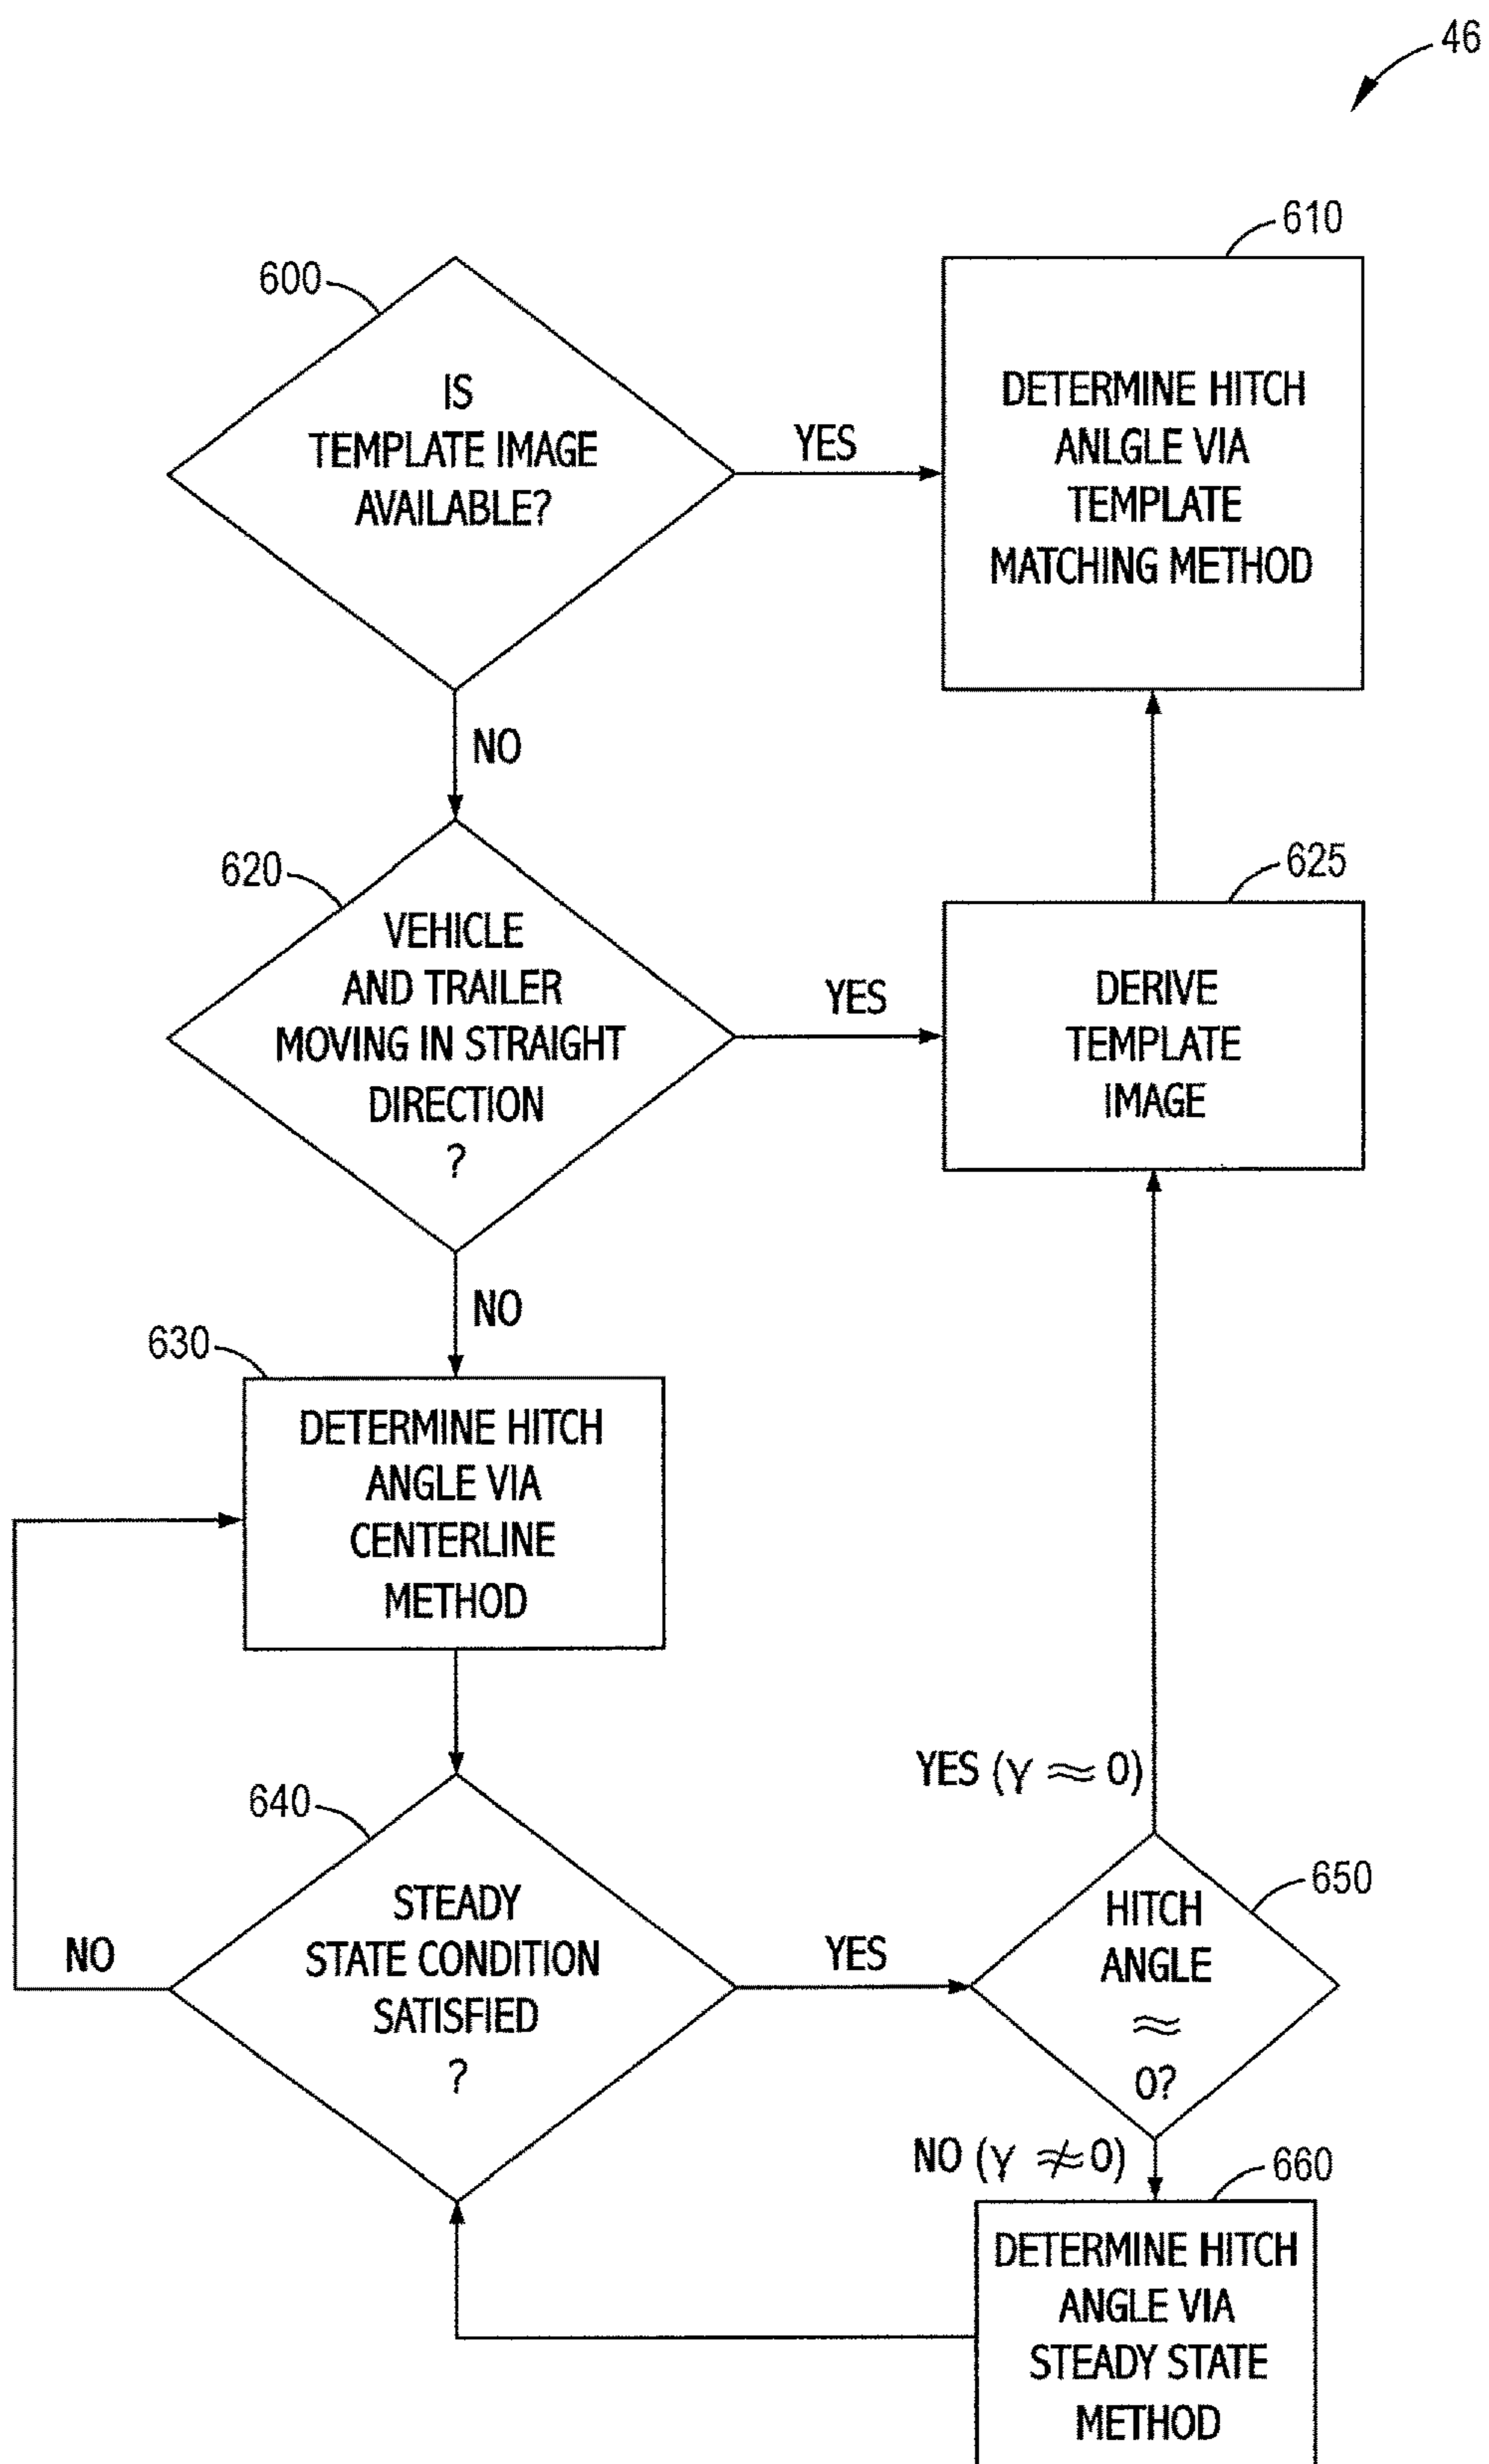 46
600
IS
TEMPLATE IMAGE
AVAILABLE?
YES
610
DETERMINE HITCH
ANLGLE VIA
TEMPLATE
MATCHING METHOD
NO
620
VEHICLE
AND TRAILER
MOVING IN STRAIGHT
DIRECTION
?
YES
625
DERIVE
TEMPLATE
IMAGE
NO
630
DETERMINE HITCH
ANGLE VIA
CENTERLINE
METHOD
640
STEADY
STATE CONDITION
SATISFIED
?
NO
YES
YES (γ ≈ 0)
650
HITCH
ANGLE
≈
0?
NO (γ ≉ 0)
660
DETERMINE HITCH
ANGLE VIA
STEADY STATE
METHOD